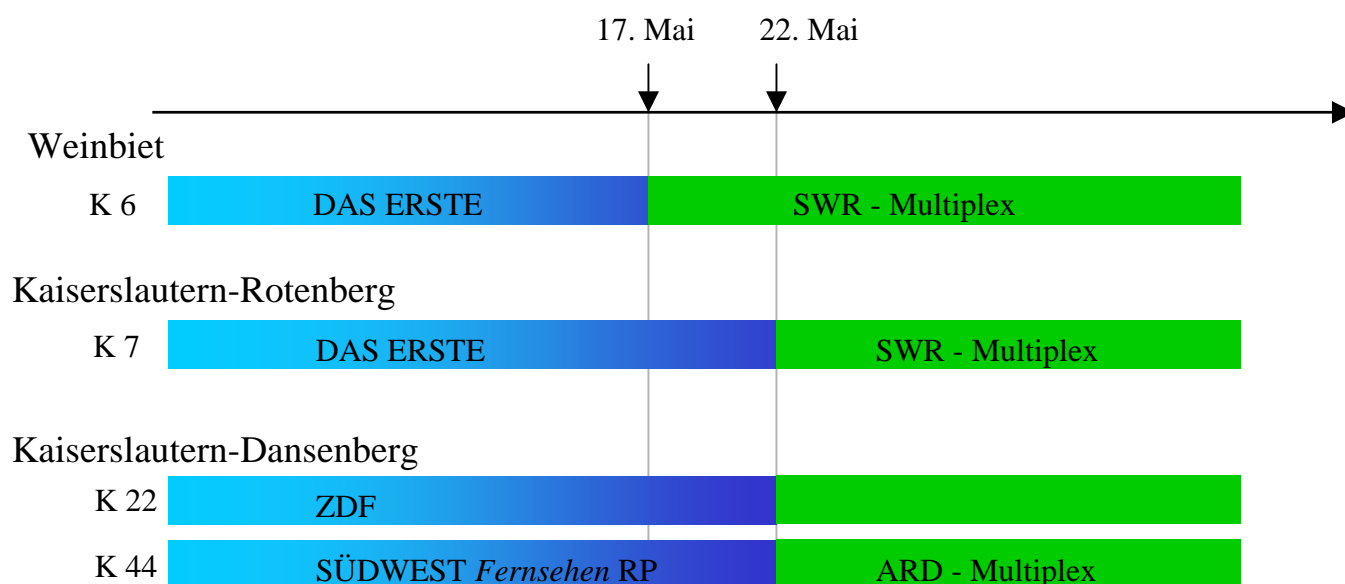 17. Mai 22. Mai
Weinbiet
K 6 DAS ERSTE SWR - Multiplex
Kaiserslautern-Rotenberg
K 7 DAS ERSTE SWR - Multiplex
Kaiserslautern-Dansenberg
K 22 ZDF
K 44 SÜDWEST Fernsehen RP ARD - Multiplex